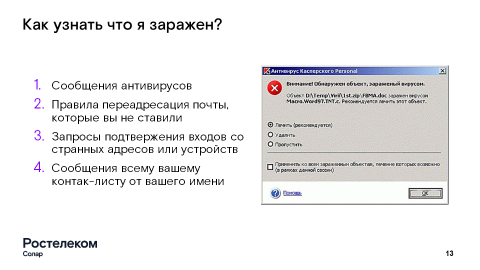 Как узнать что я заражен?
1. Сообщения антивирусов
2. Правила переадресация почты,
которые вы не ставили
3. Запросы подтвержения входов со
странных адресов или устройств
4. Сообщения всему вашему
контак-листу от вашего имени
Антивирус Касперского Personal
Внимание! Обнаружен объект, зараженный вирусом.
Объект D:\Temp\Veil\1st.zip\FBMA.doc заражен вирусом
Macro.Word97.TNT.c. Рекомендуется лечить этот объект.
Лечить (рекомендуется)
Удалить
Пропустить
Применить ко всем зараженным объектам, лечение которых возможно
(в рамках данной сессии)
Помощь
OK
Ростелеком
Солар
13